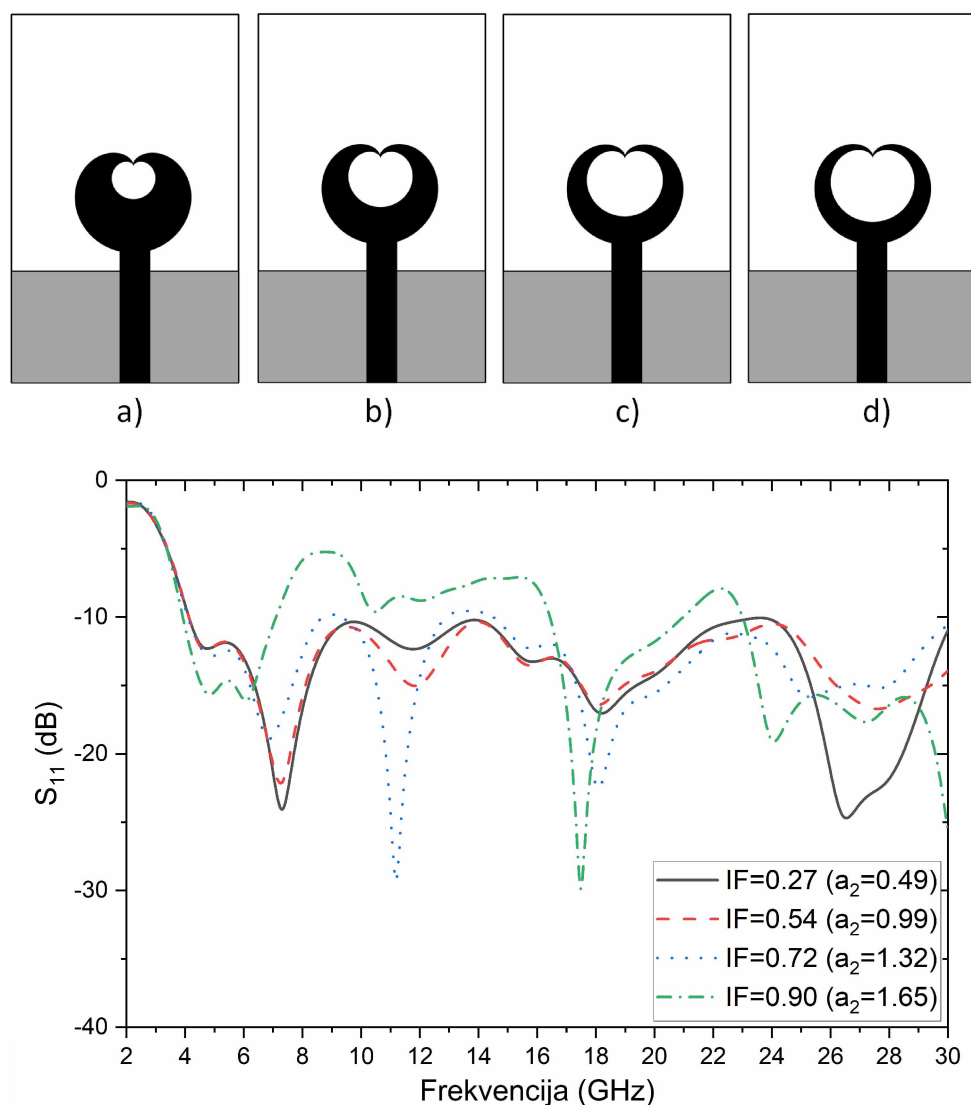 a) b) c) d)
0
-10
-20
-30
-40
S₁₁ (dB)
IF=0.27 (a₂=0.49)
IF=0.54 (a₂=0.99)
IF=0.72 (a₂=1.32)
IF=0.90 (a₂=1.65)
2 4 6 8 10 12 14 16 18 20 22 24 26 28 30
Frekvencija (GHz)